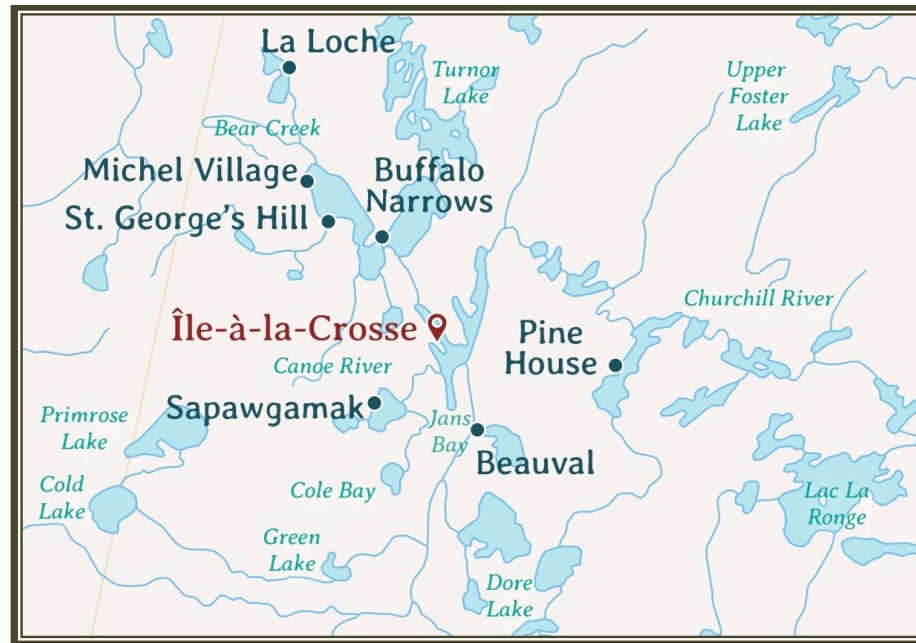 La Loche
Turnor
Lake
Upper
Foster
Lake
Bear Creek
Michel Village
Buffalo
Narrows
St. George's Hill
Churchill River
Île-à-la-Crosse
Pine
House
Canoe River
Sapawgamak
Primrose
Lake
Jans
Bay
Beauval
Cold
Lake
Cole Bay
Lac La
Ronge
Green
Lake
Dore
Lake